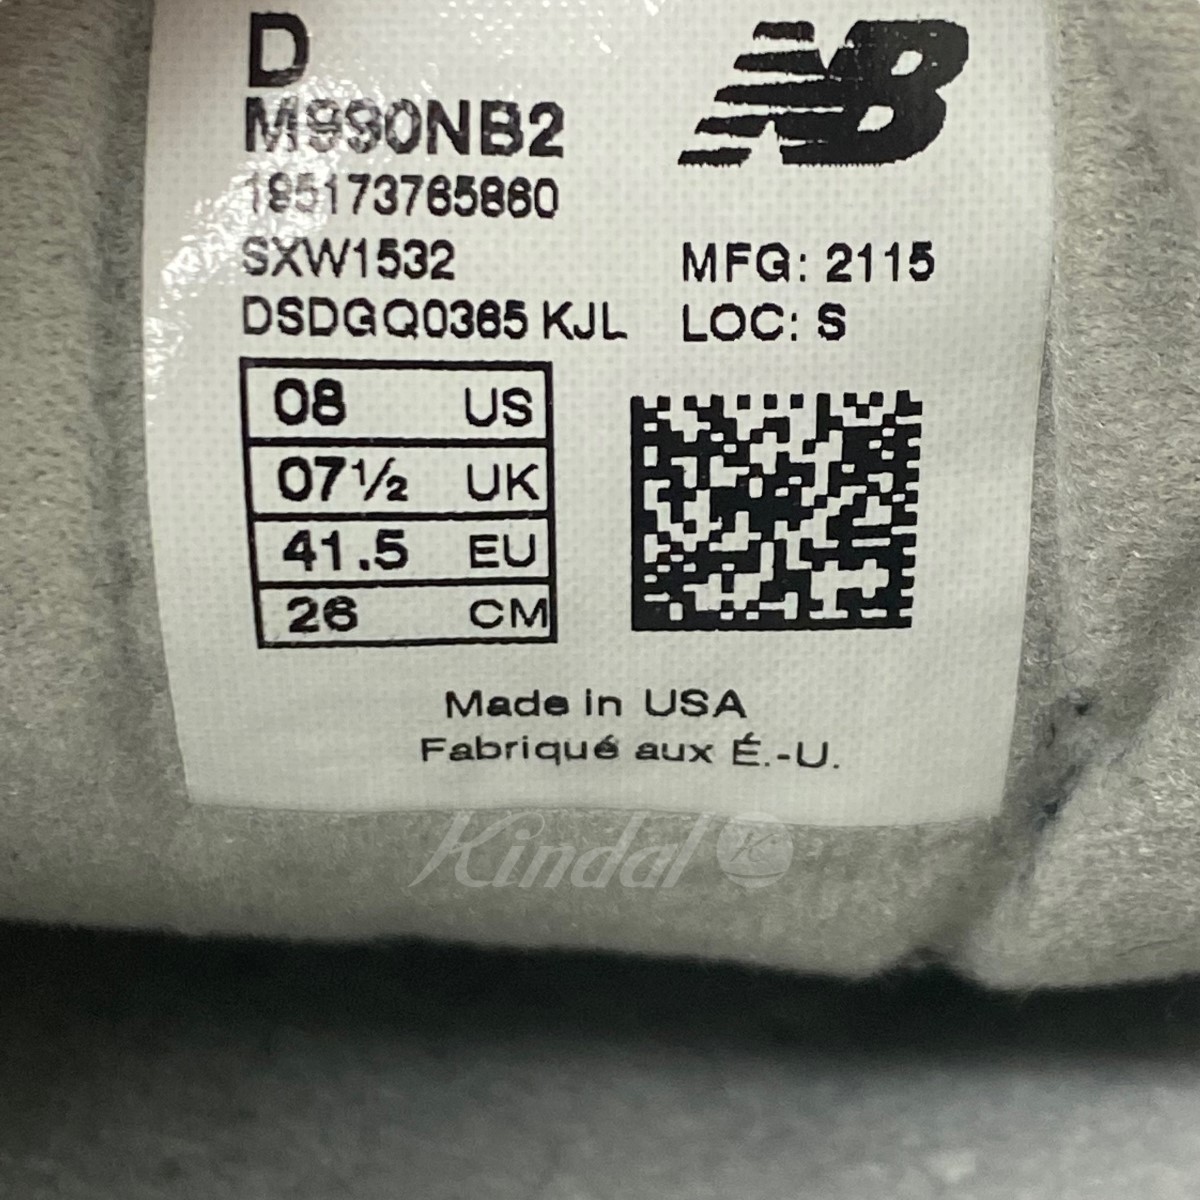 D
NB
M990NB2
195173765860
SXW1532 MFG: 2115
DSDGQ0365 KJL LOC: S
08 US
07½ UK
41.5 EU
26 CM
Made in USA
Fabriqué aux É.-U.
Kindal K